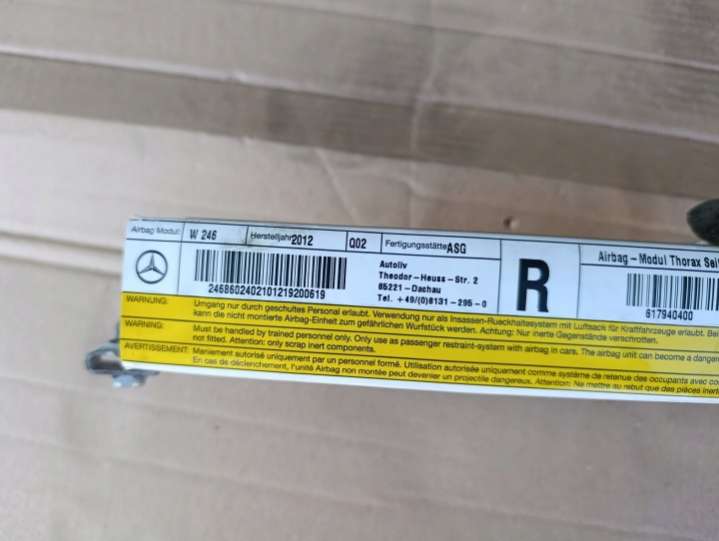 Airbag Modul: W 246 Herstelljahr 2012 Q02 Fertigungsstätte ASG
2468602402101219200619
Autoliv
Theodor-Heuss-Str. 2
85221-Dachau
Tel. +49/(0)8131-295-0
R
Airbag - Modul Thorax Sei
617940400
WARNUNG: Umgang nur durch geschultes Personal erlaubt. Verwendung nur als Insassen-Rueckhaltesystem mit Luftsack für Kraftfahrzeuge erlaubt. Bei
kann die nicht montierte Airbag-Einheit zum gefährlichen Wurfstück werden. Achtung: Nur inerte Gegenstände verschrotten.
WARNING: Must be handled by trained personnel only. Only use as passenger restraint-system with airbag in cars. The airbag unit can become a danger
not fitted. Attention: only scrap inert components.
AVERTISSEMENT: Maniement autorisé uniquement par un personnel formé. Utilisation autorisée uniquement comme système de retenue des occupants avec
En cas de déclenchement, l'unité Airbag non montée peut devenir un projectile dangereux. Attention: Ne mettre au rebut que des pièces